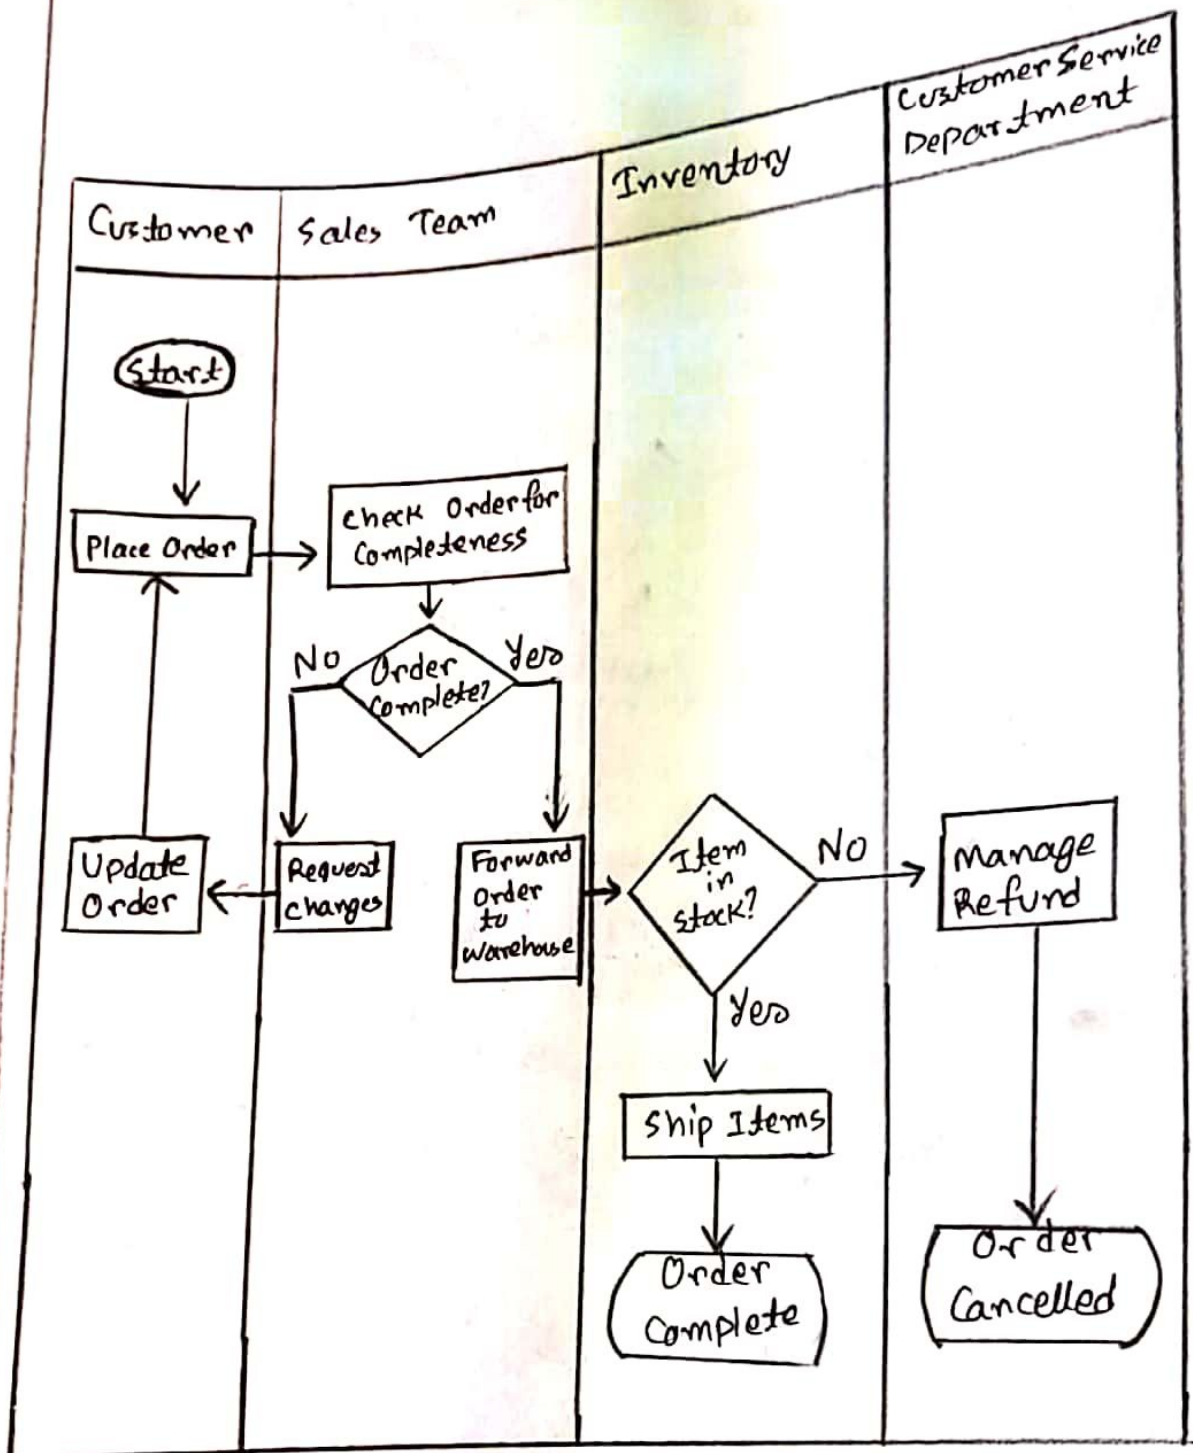 Customer
Sales Team
Inventory
Customer Service
Department
Start
Place Order
Check Order for
Completeness
No
Order
Complete?
Yes
Update
Order
Request
changes
Forward
Order
to
Warehouse
Item
in
stock?
NO
Manage
Refund
Yes
Ship Items
Order
Complete
Order
Cancelled